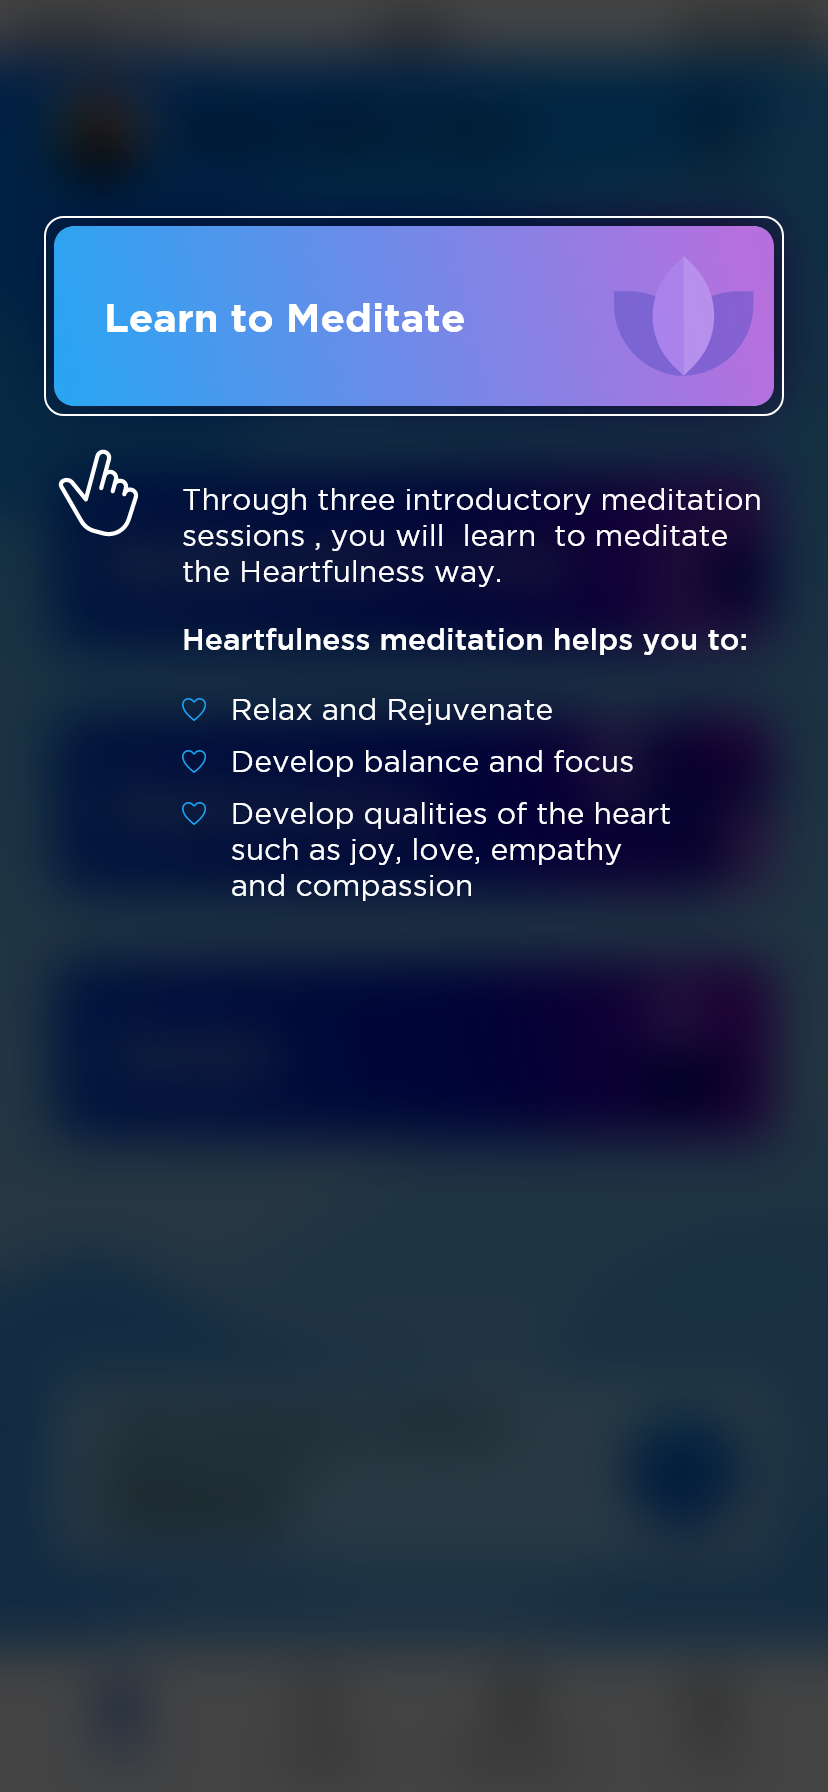 Learn to Meditate
Through three introductory meditation
sessions , you will  learn  to meditate
the Heartfulness way.
Heartfulness meditation helps you to:
Relax and Rejuvenate
Develop balance and focus
Develop qualities of the heart
such as joy, love, empathy
and compassion